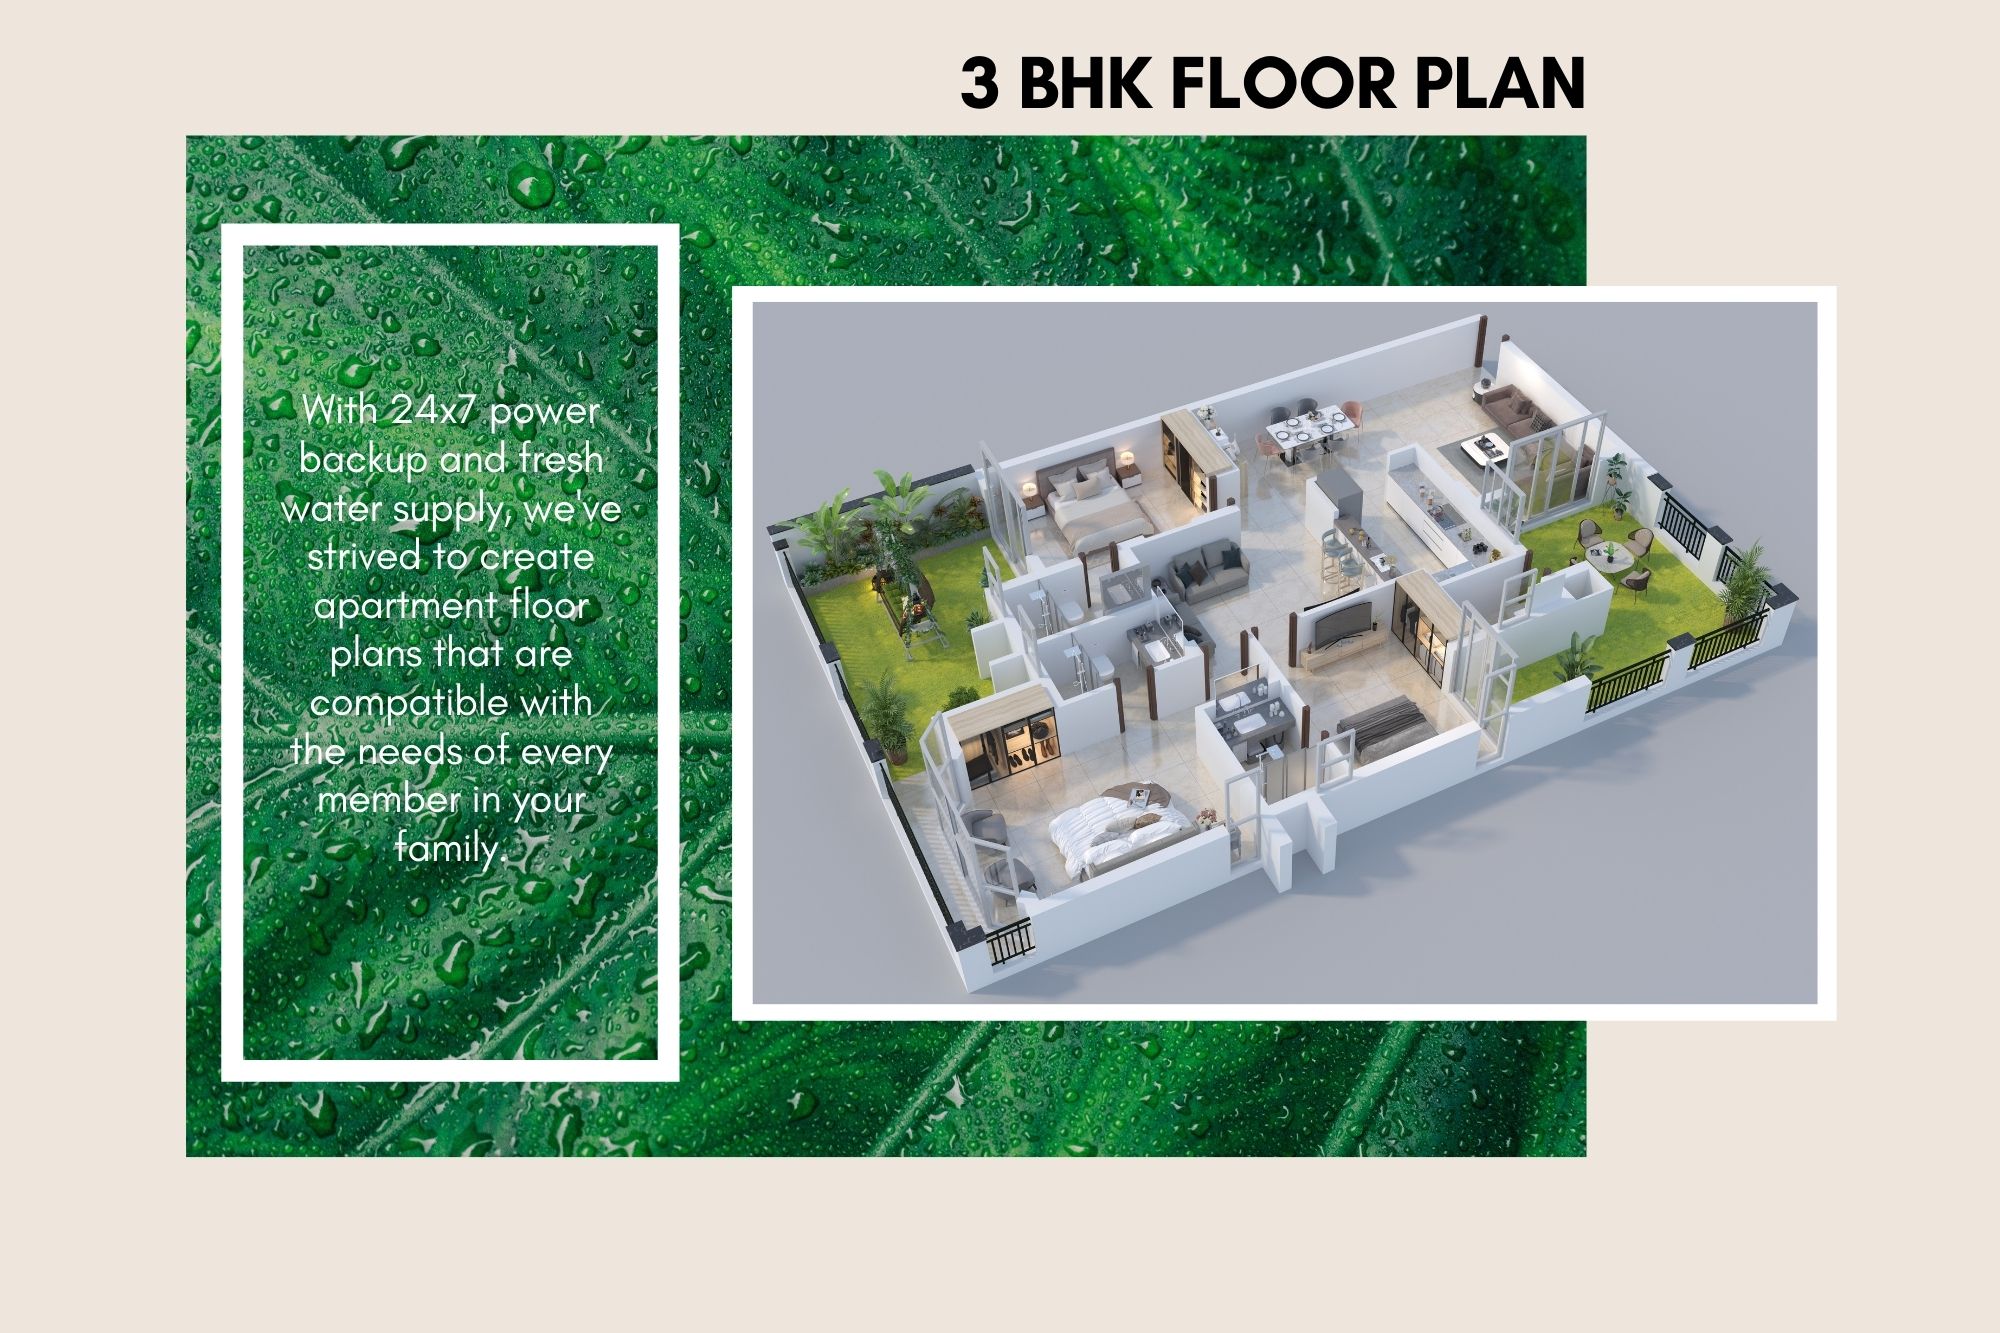 3 BHK FLOOR PLAN
With 24x7 power
backup and fresh
water supply, we've
strived to create
apartment floor
plans that are
compatible with
the needs of every
member in your
family.